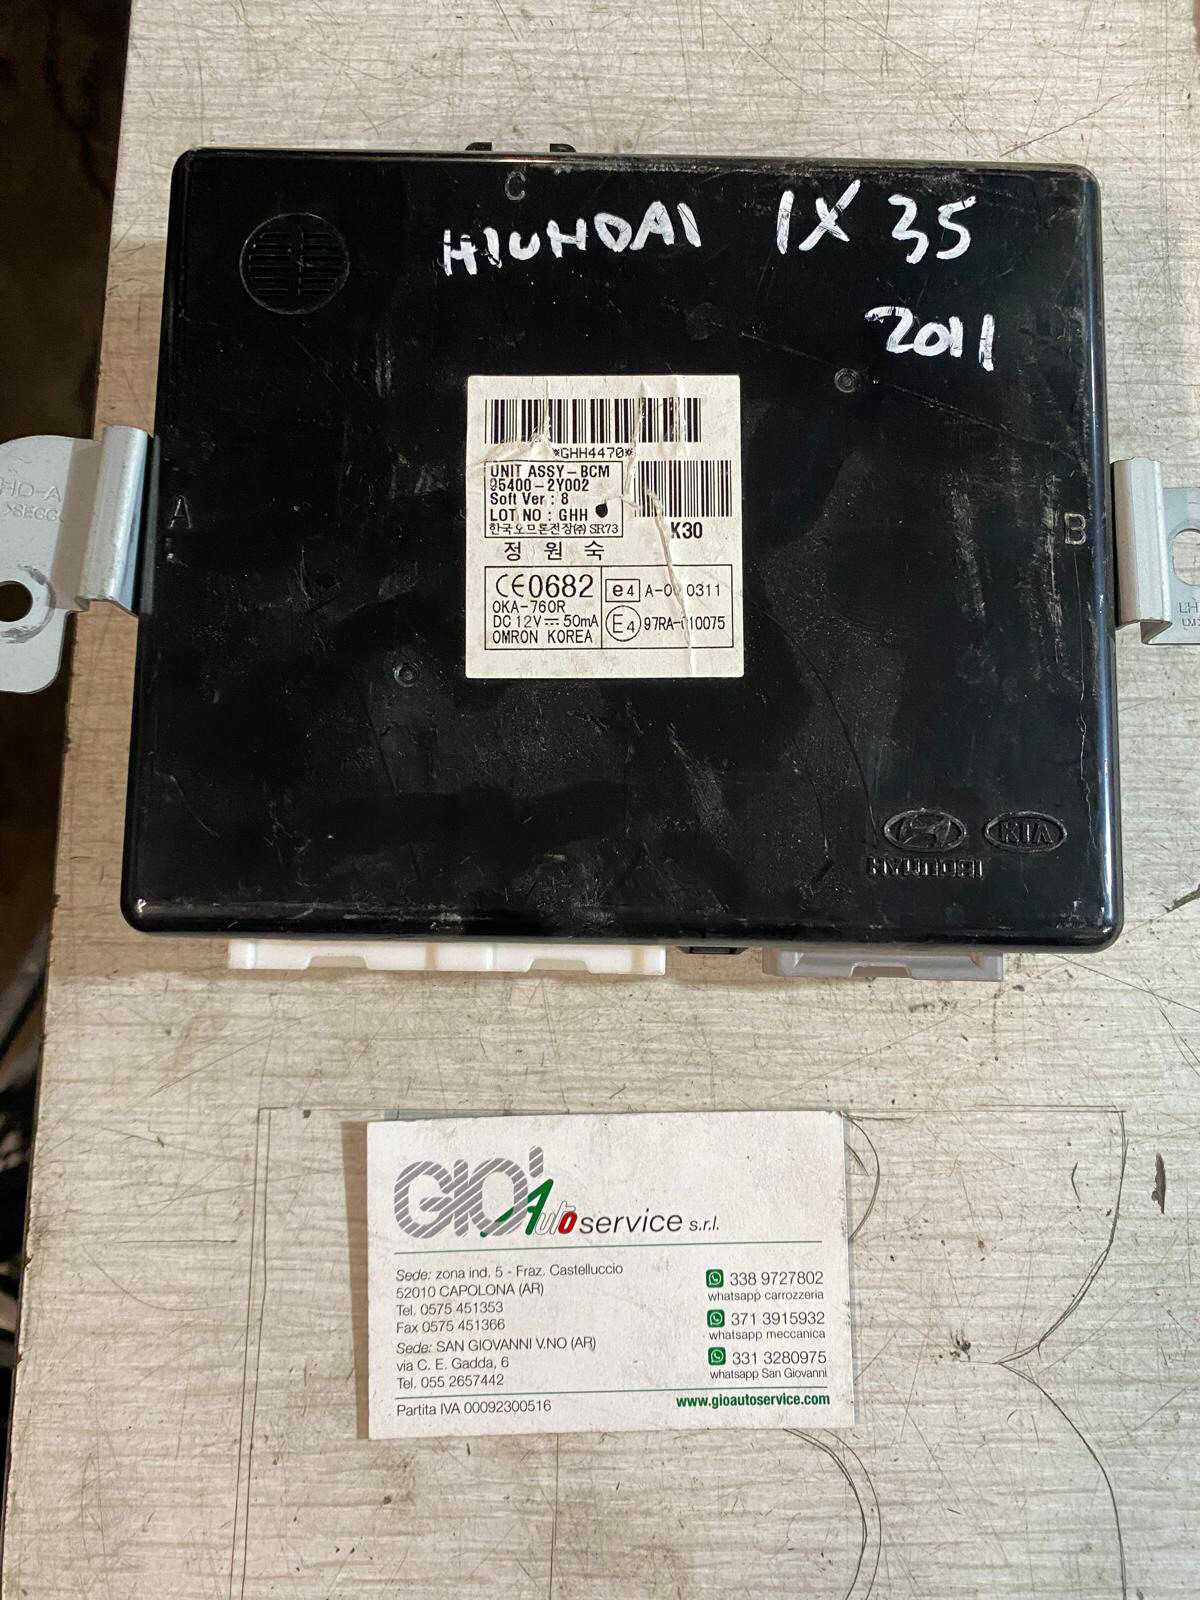 C
HIUNDAI IX 35
2011
*GHH4470*
UNIT ASSY-BCM
95400-2Y002
Soft Ver : 8
LOT NO : GHH
한국오므론전장(주) SR73
K30
정 원 숙
CE0682
OKA-760R
DC 12V 50mA
OMRON KOREA
e4
E4 97RA-010075
A
B
HYUNDAI
KIA
GIO' Auto service s.r.l.
Sede: zona ind. 5 - Fraz. Castelluccio
52010 CAPOLONA (AR)
Tel. 0575 451353
Fax 0575 451366
Sede: SAN GIOVANNI V.NO (AR)
via C. E. Gadda, 6
Tel. 055 2657442
Partita IVA 00092300516
338 9727802
whatsapp carrozzeria
371 3915932
whatsapp meccanica
331 3280975
whatsapp San Giovanni
www.gioautoservice.com